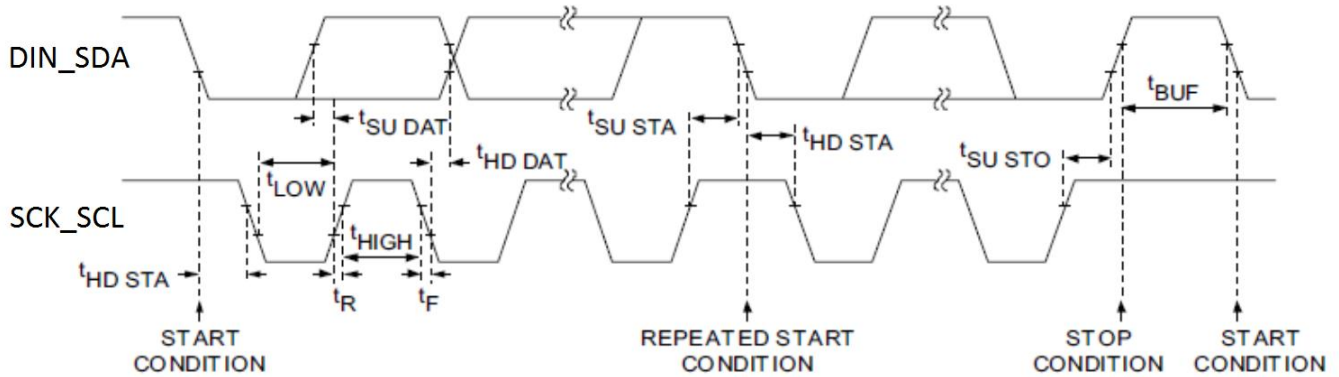 DIN_SDA
tSU DAT
tHD DAT
tSU STA
tHD STA
tSU STO
tBUF
SCK_SCL
tLOW
tHIGH
tHD STA
tR
tF
START
CONDITION
REPEATED START
CONDITION
STOP
CONDITION
START
CONDITION